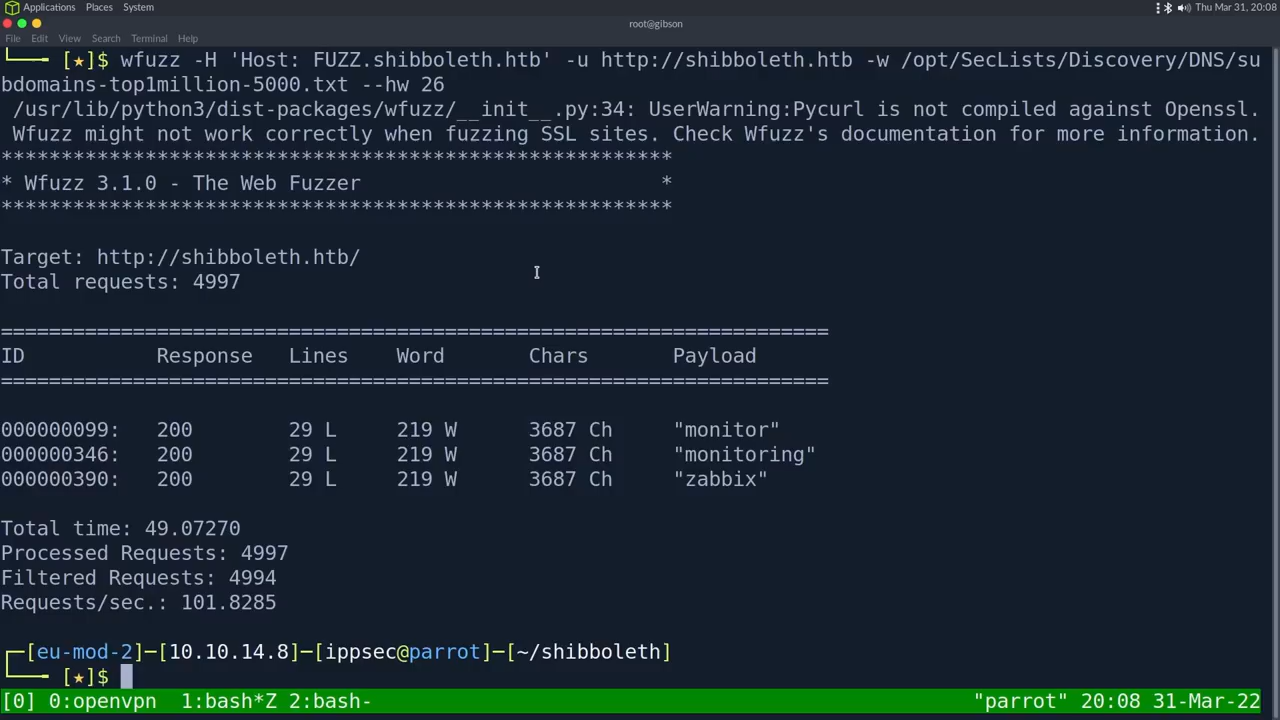 Applications Places System
Thu Mar 31, 20:08
root@gibson
File Edit View Search Terminal Help
└── [★]$ wfuzz -H 'Host: FUZZ.shibboleth.htb' -u http://shibboleth.htb -w /opt/SecLists/Discovery/DNS/su
bdomains-top1million-5000.txt --hw 26
/usr/lib/python3/dist-packages/wfuzz/__init__.py:34: UserWarning:Pycurl is not compiled against Openssl.
Wfuzz might not work correctly when fuzzing SSL sites. Check Wfuzz's documentation for more information.
********************************************************
* Wfuzz 3.1.0 - The Web Fuzzer                         *
********************************************************
Target: http://shibboleth.htb/
Total requests: 4997
=====================================================================
ID           Response   Lines    Word       Chars       Payload
=====================================================================
000000099:   200        29 L     219 W      3687 Ch     "monitor"
000000346:   200        29 L     219 W      3687 Ch     "monitoring"
000000390:   200        29 L     219 W      3687 Ch     "zabbix"
Total time: 49.07270
Processed Requests: 4997
Filtered Requests: 4994
Requests/sec.: 101.8285
┌─[eu-mod-2]─[10.10.14.8]─[ippsec@parrot]─[~/shibboleth]
└── [★]$
[0] 0:openvpn  1:bash*Z 2:bash-
"parrot" 20:08 31-Mar-22